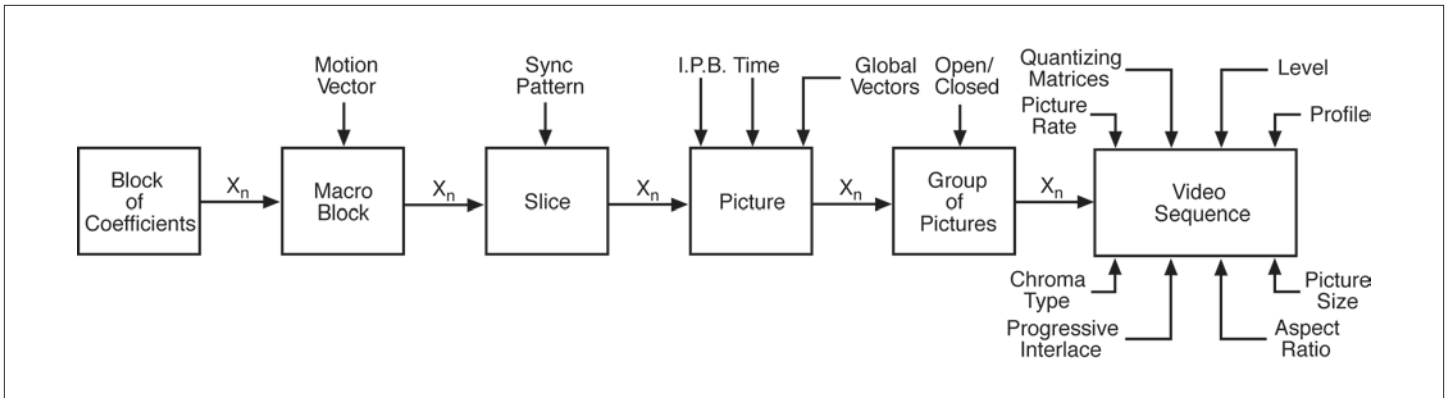 Motion
Vector
Sync
Pattern
I.P.B. Time
Global
Vectors
Open/
Closed
Quantizing
Matrices
Level
Picture
Rate
Profile
Block
of
Coefficients
Xn
Macro
Block
Xn
Slice
Xn
Picture
Xn
Group
of
Pictures
Xn
Video
Sequence
Chroma
Type
Picture
Size
Progressive
Interlace
Aspect
Ratio